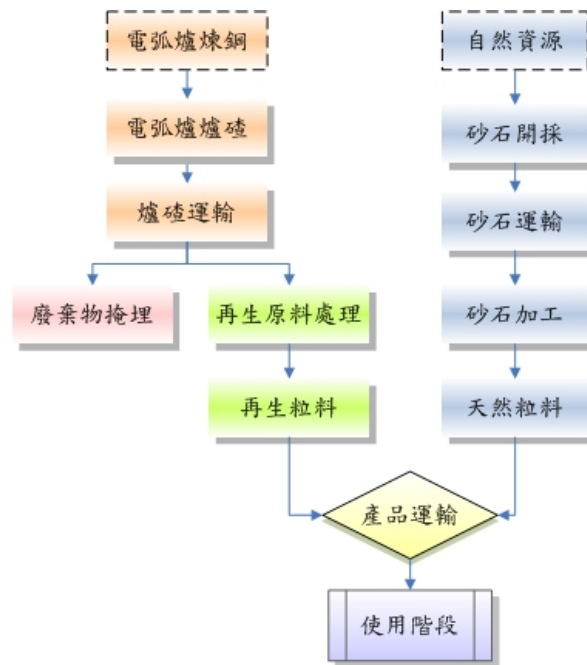 電弧爐煉鋼
自然資源
電弧爐爐碴
砂石開採
爐碴運輸
砂石運輸
廢棄物掩埋
再生原料處理
砂石加工
再生粒料
天然粒料
產品運輸
使用階段